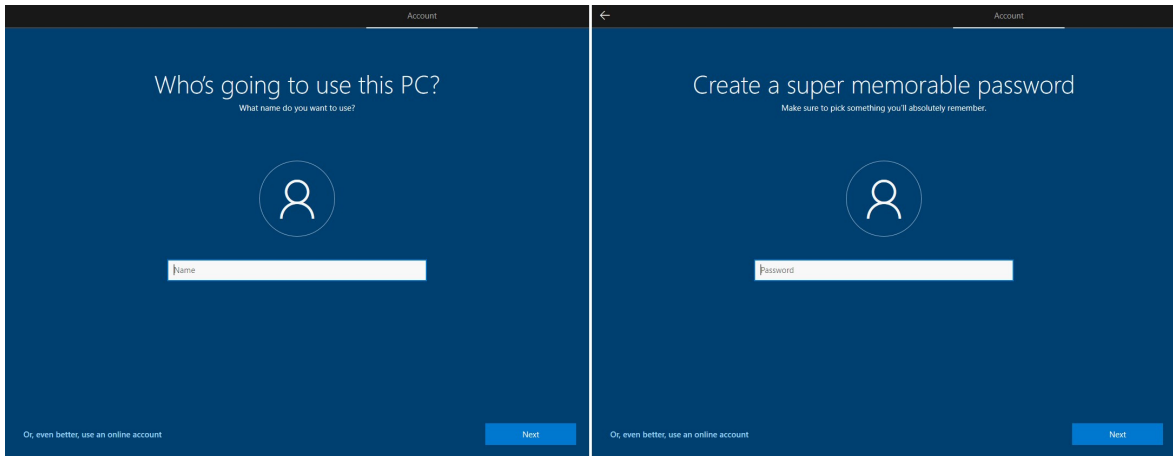 Account
Who's going to use this PC?
What name do you want to use?
Name
Or, even better, use an online account
Next
Account
Create a super memorable password
Make sure to pick something you'll absolutely remember.
Password
Or, even better, use an online account
Next